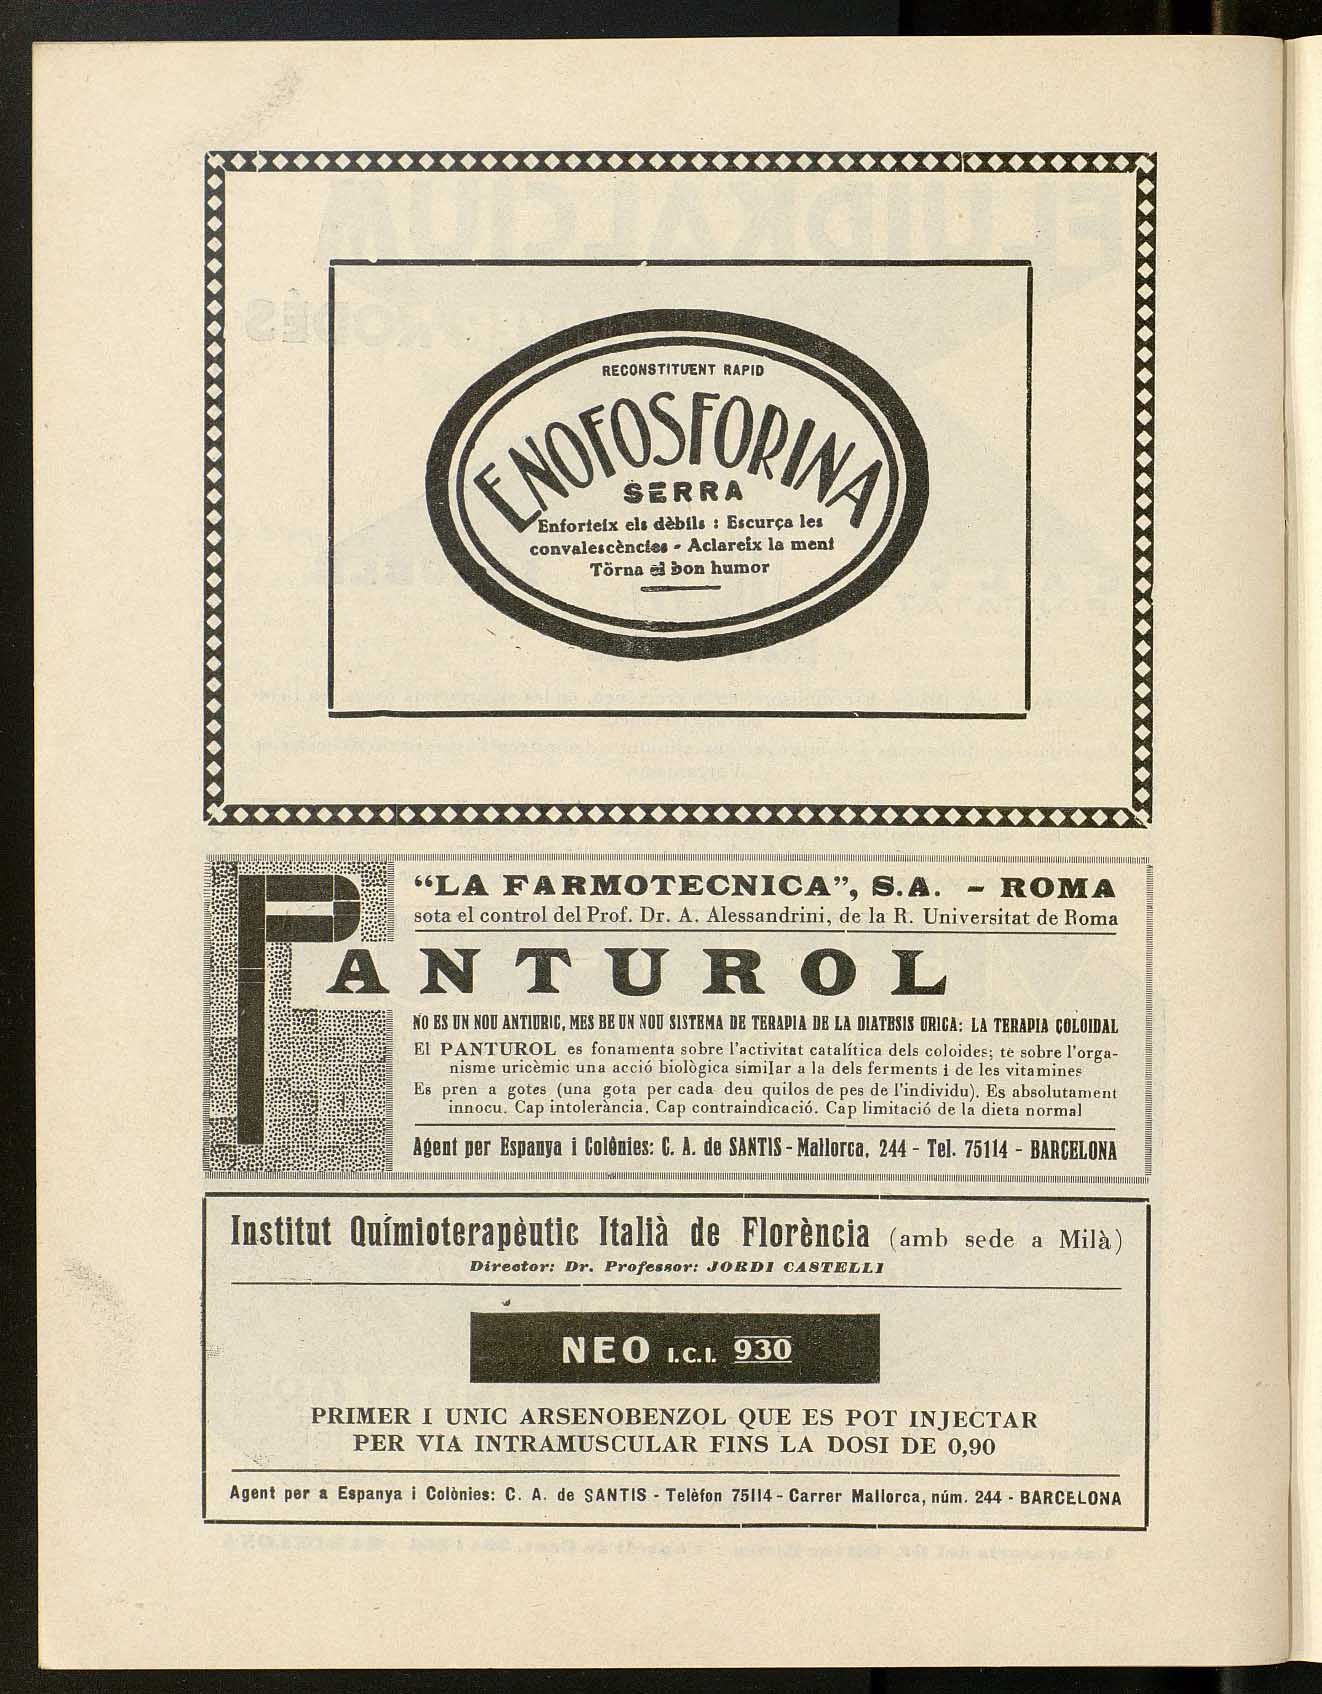 RECONSTITUENT RAPID
ENOFOSFORINA
SERRA
Enforteix els dèbils : Escurça les
convalescències - Aclareix la ment
Törna el bon humor
“LA FARMOTECNICA”, S.A. - ROMA
sota el control del Prof. Dr. A. Alessandrini, de la R. Universitat de Roma
PANTUROL
NO ES UN NOU ANTIURIC, MES BE UN NOU SISTEMA DE TERAPIA DE LA DIATESIS URICA: LA TERAPIA COLOIDAL
El PANTUROL es fonamenta sobre l'activitat catalítica dels coloides; té sobre l'orga-
nisme uricèmic una acció biològica similar a la dels ferments i de les vitamines
Es pren a gotes (una gota per cada deu quilos de pes de l'individu). Es absolutament
innocu. Cap intolerància. Cap contraindicació. Cap limitació de la dieta normal
Agent per Espanya i Colònies: C. A. de SANTIS - Mallorca, 244 - Tel. 75114 - BARCELONA
Institut Químioterapèutic Italià de Florència (amb sede a Milà)
Director: Dr. Professor: JORDI CASTELLI
NEO I.C.I. 930
PRIMER I UNIC ARSENOBENZOL QUE ES POT INJECTAR
PER VIA INTRAMUSCULAR FINS LA DOSI DE 0,90
Agent per a Espanya i Colònies: C. A. de SANTIS - Telèfon 75114 - Carrer Mallorca, núm. 244 - BARCELONA